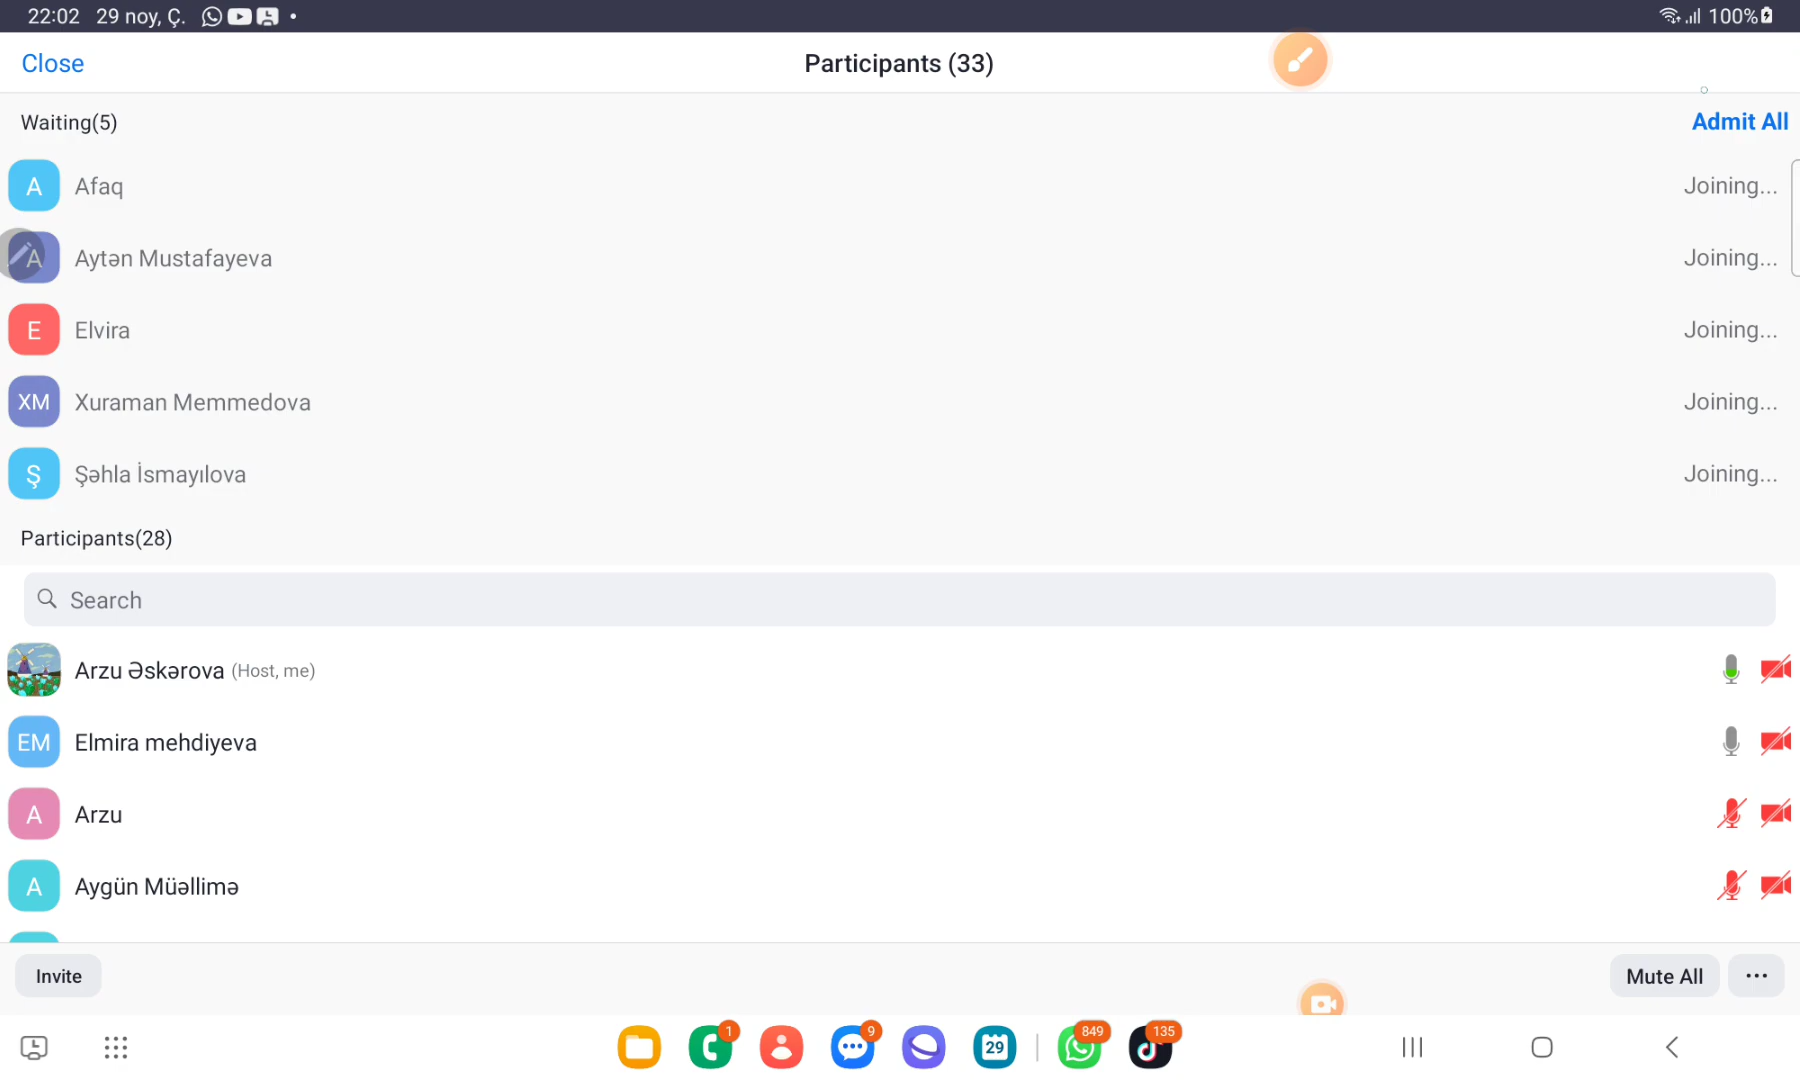 22:02 29 noy, Ç. 100%
Close Participants (33)
Waiting(5) Admit All
A Afaq Joining...
A Aytən Mustafayeva Joining...
E Elvira Joining...
XM Xuraman Memmedova Joining...
Ş Şəhla İsmayılova Joining...
Participants(28)
Search
Arzu Əskərova (Host, me)
EM Elmira mehdiyeva
A Arzu
A Aygün Müəllimə
Invite Mute All
1 9 29 849 135